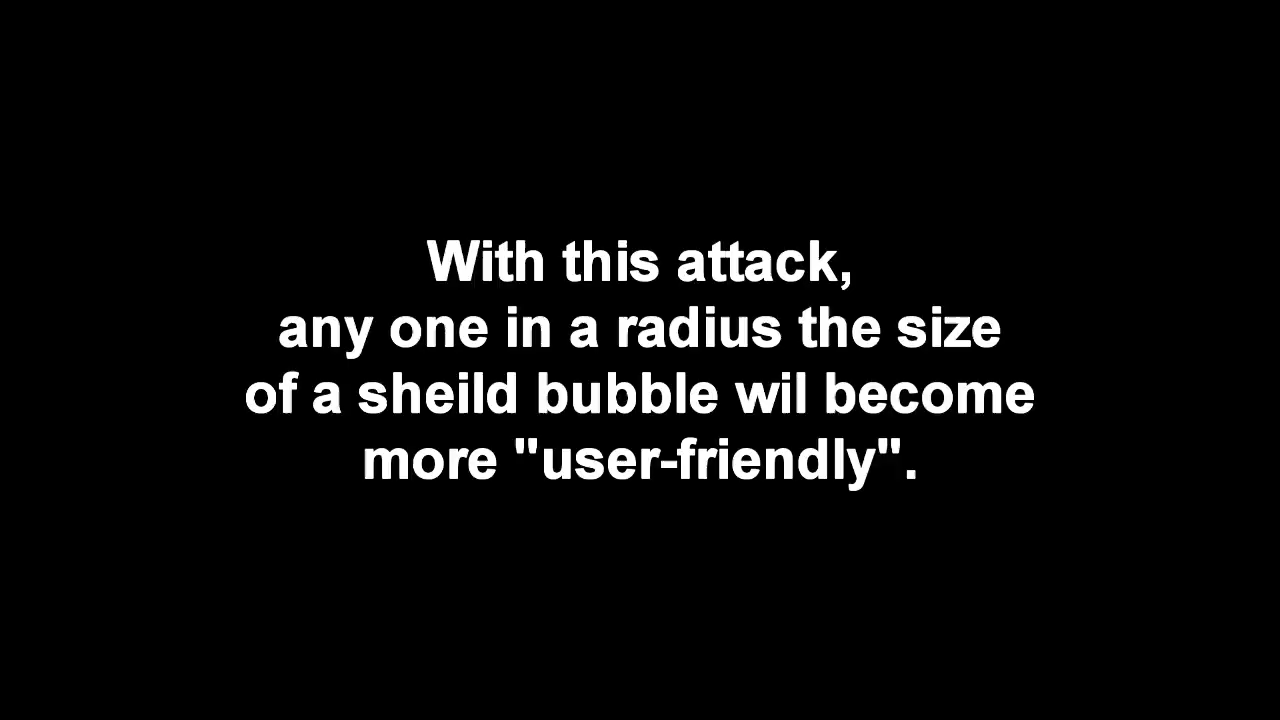 With this attack,
any one in a radius the size
of a sheild bubble wil become
more "user-friendly".